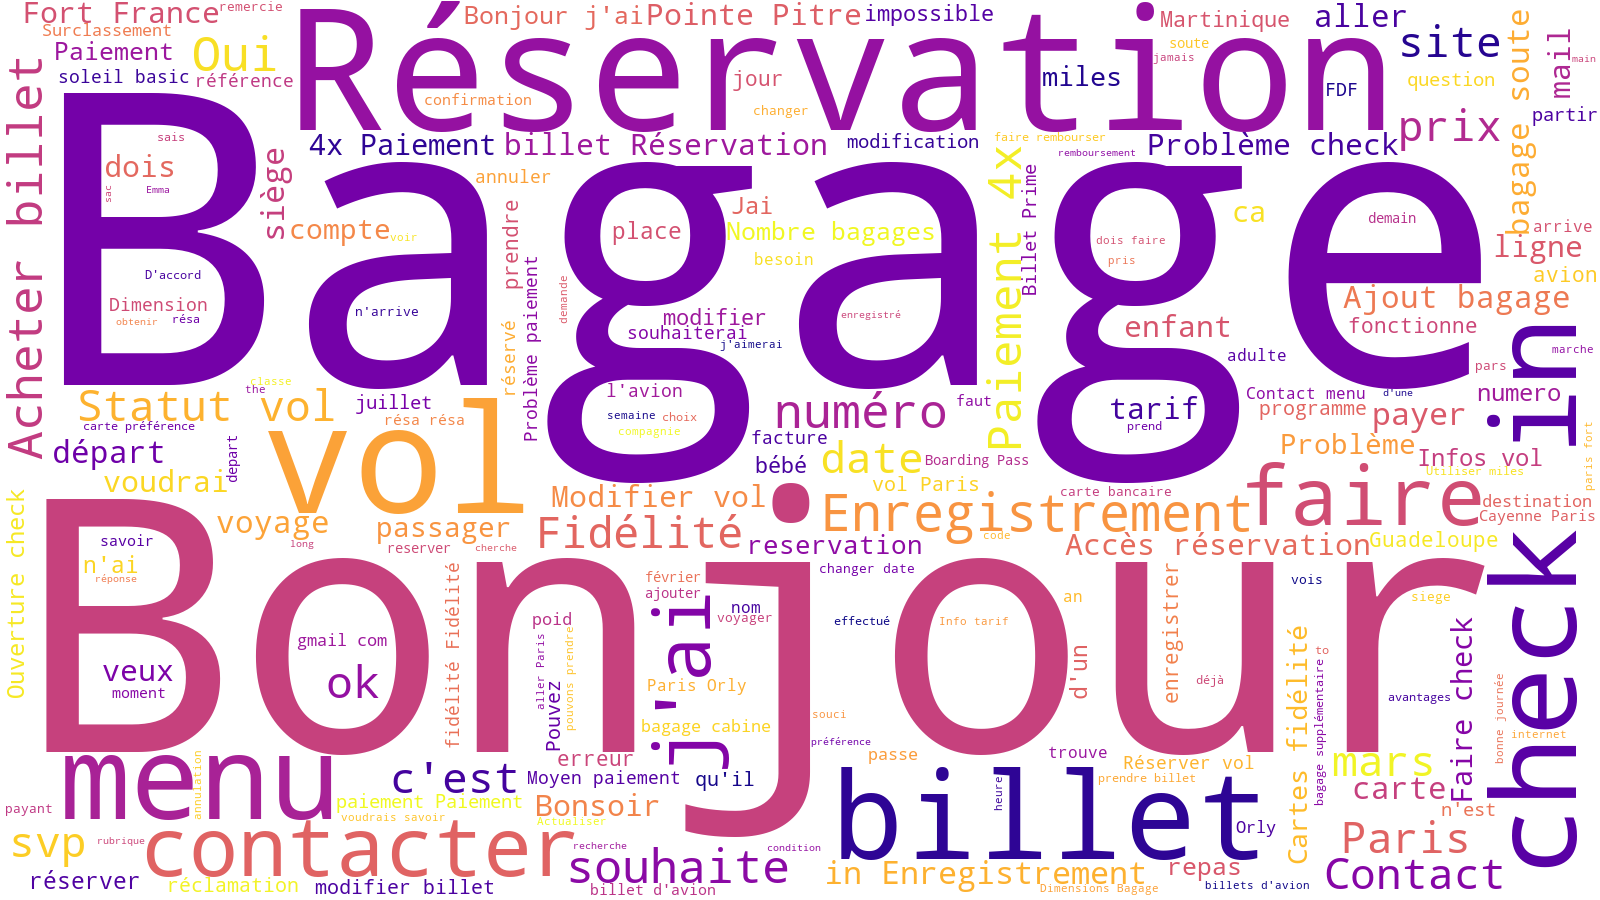 Fort France
remercie
Bonjour j'ai
Pointe Pitre
impossible
Martinique
aller
Surclassement
Oui
Réservation
site
soute
jamais
bagage soute
mail
main
Paiement
soleil basic
référence
jour
miles
FDF
question
confirmation
changer
partir
prix
Acheter billet
4x Paiement
billet Réservation
modification
faire rembourser
remboursement
Problème check
sais
dois
sac
Emma
siège
annuler
Bagage
Paiement 4x
Billet Prime
compte
voir
prendre
place
Jai
Nombre bagages
besoin
dois faire
pris
ca
demain
arrive
ligne
avion
D'accord
Dimension
obtenir
résa
n'arrive
Problème paiement
demande
modifier
souhaiterai
j'aimerai
enregistré
enfant
adulte
Ajout bagage
fonctionne
marche
pars
réservé
classe
the
Statut vol
carte préférence
juillet
résa résa
l'avion
semaine
choix
compagnie
numéro
faut
tarif
prend
Contact menu
d'une
programme
payer
numero
check in
départ
depart
vol
facture
bébé
date
Boarding Pass
Problème
Infos vol
Utiliser miles
paris fort
voudrai
Ouverture check
vol Paris
carte bancaire
faire
destination
Cayenne Paris
voyage
passager
Modifier vol
Enregistrement
Fidélité
code
reservation
Accès réservation
Guadeloupe
savoir
n'ai
réponse
long
reserver
cherche
Bonjour
changer date
vois
siege
fidélité Fidélité
février
ajouter
nom
voyager
j'ai
an
enregistrer
gmail com
poid
effectué
Info tarif
veux
moment
ok
aller Paris
pouvons prendre
Pouvez
Paris Orly
bagage cabine
d'un
déjà
Cartes fidélité
to
bagage supplémentaire
avantages
Faire check
bonne journée
souci
préférence
internet
menu
annulation
c'est
erreur
Moyen paiement
qu'il
passe
trouve
Réserver vol
prendre billet
mars
carte
n'est
payant
paiement Paiement
voudrais savoir
Bonsoir
Actualiser
billet
heure
Orly
Paris
svp
rubrique
contacter
recherche
souhaite
condition
in Enregistrement
repas
Contact
réserver
réclamation
modifier billet
billet d'avion
Dimensions Bagage
billets d'avion